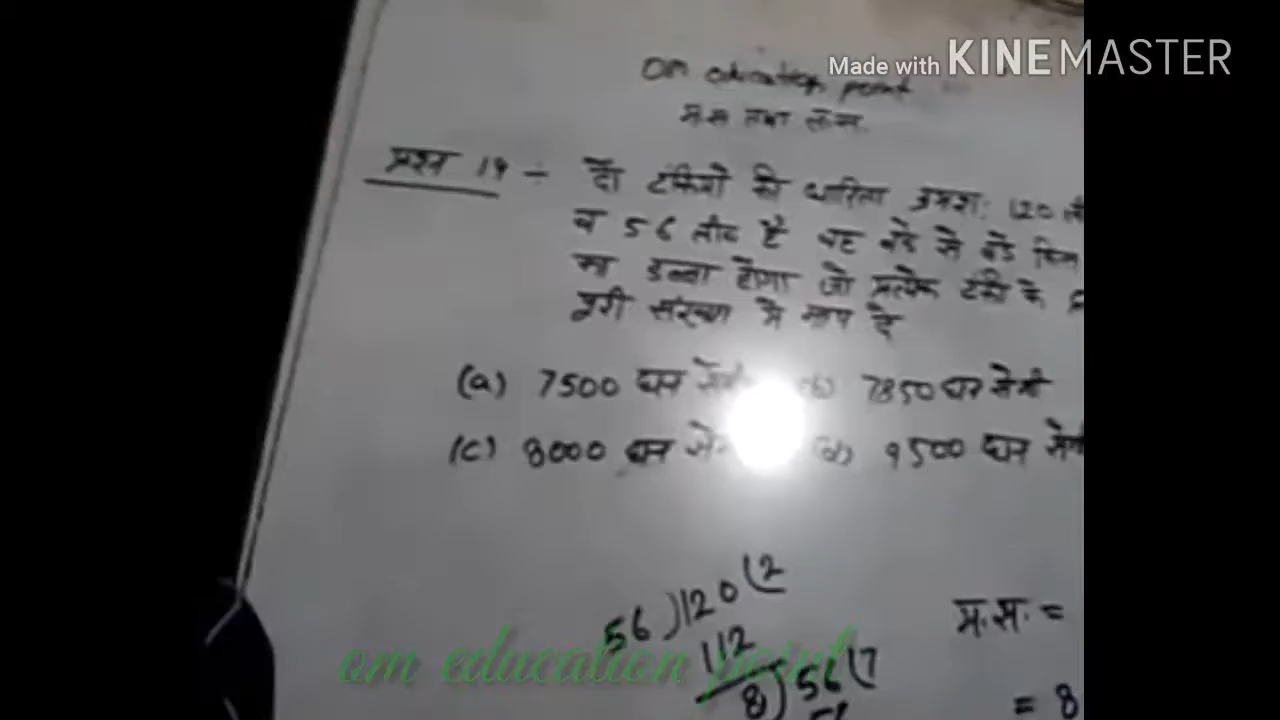 Made with KINEMASTER
om education point
म.स तथा ल.स.
प्रश्न 19 ÷ दो टंकियो की धारिता क्रमश: 120 ली
व 56 लीट है वह बडे से बडे किस
का डब्बा होगा जो प्रत्येक टंकी के
पूरी संख्या मे माप दे
(a) 7500 घन (b) 7850 घन सेमी
(c) 8000 घन (d) 9500 घन सेमी
56)120(2
112
8)56(7
56
म.स. =
= 8
om education point